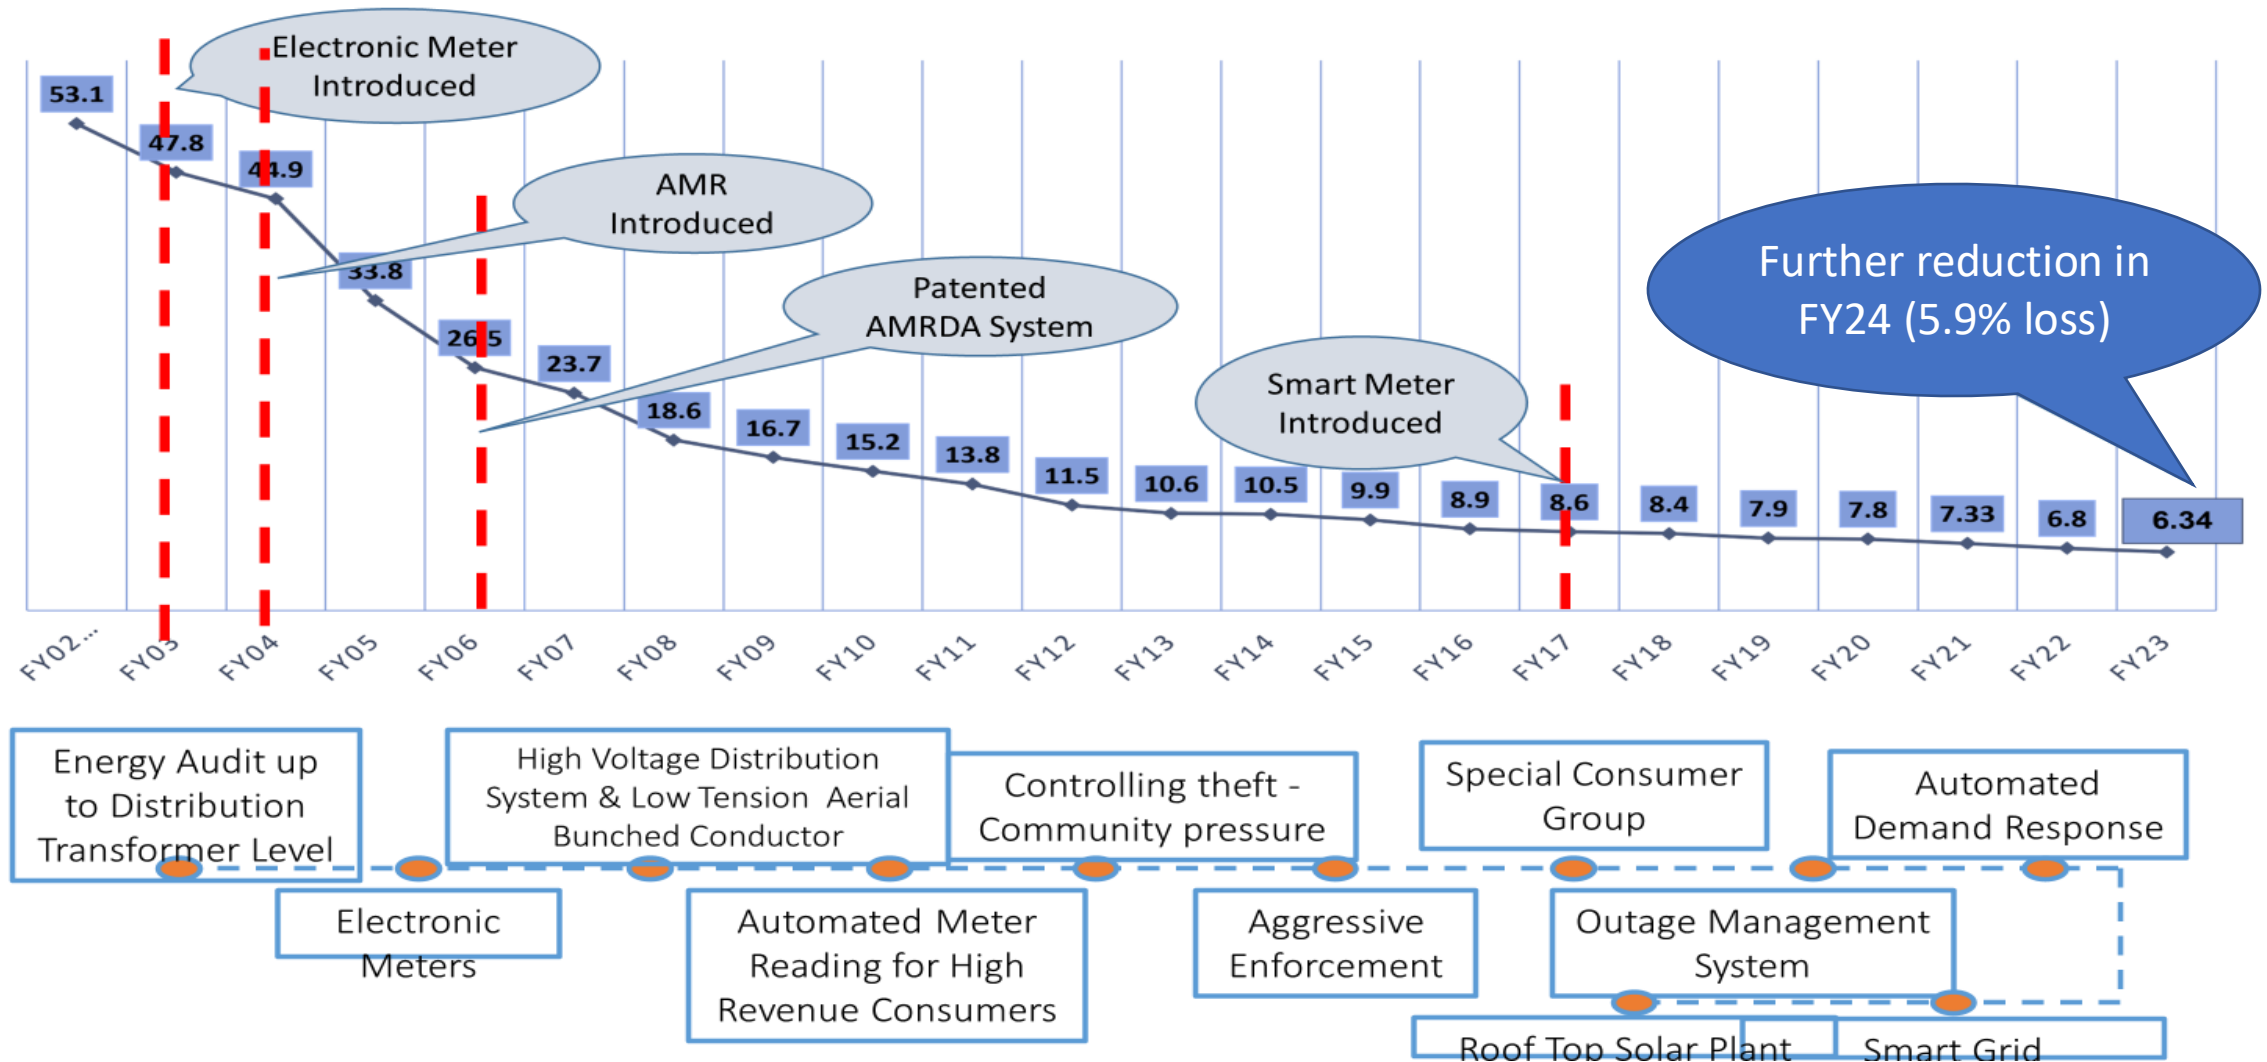 Electronic Meter
Introduced
53.1
47.8
44.9
AMR
Introduced
33.8
Patented
AMRDA System
26.5
23.7
18.6
16.7
15.2
13.8
11.5
10.6
10.5
Smart Meter
Introduced
9.9
8.9
8.6
8.4
7.9
7.8
7.33
6.8
6.34
Further reduction in
FY24 (5.9% loss)
FY02...
FY03
FY04
FY05
FY06
FY07
FY08
FY09
FY10
FY11
FY12
FY13
FY14
FY15
FY16
FY17
FY18
FY19
FY20
FY21
FY22
FY23
Energy Audit up
to Distribution
Transformer Level
High Voltage Distribution
System & Low Tension Aerial
Bunched Conductor
Controlling theft -
Community pressure
Special Consumer
Group
Automated
Demand Response
Electronic
Meters
Automated Meter
Reading for High
Revenue Consumers
Aggressive
Enforcement
Outage Management
System
Roof Top Solar Plant
Smart Grid